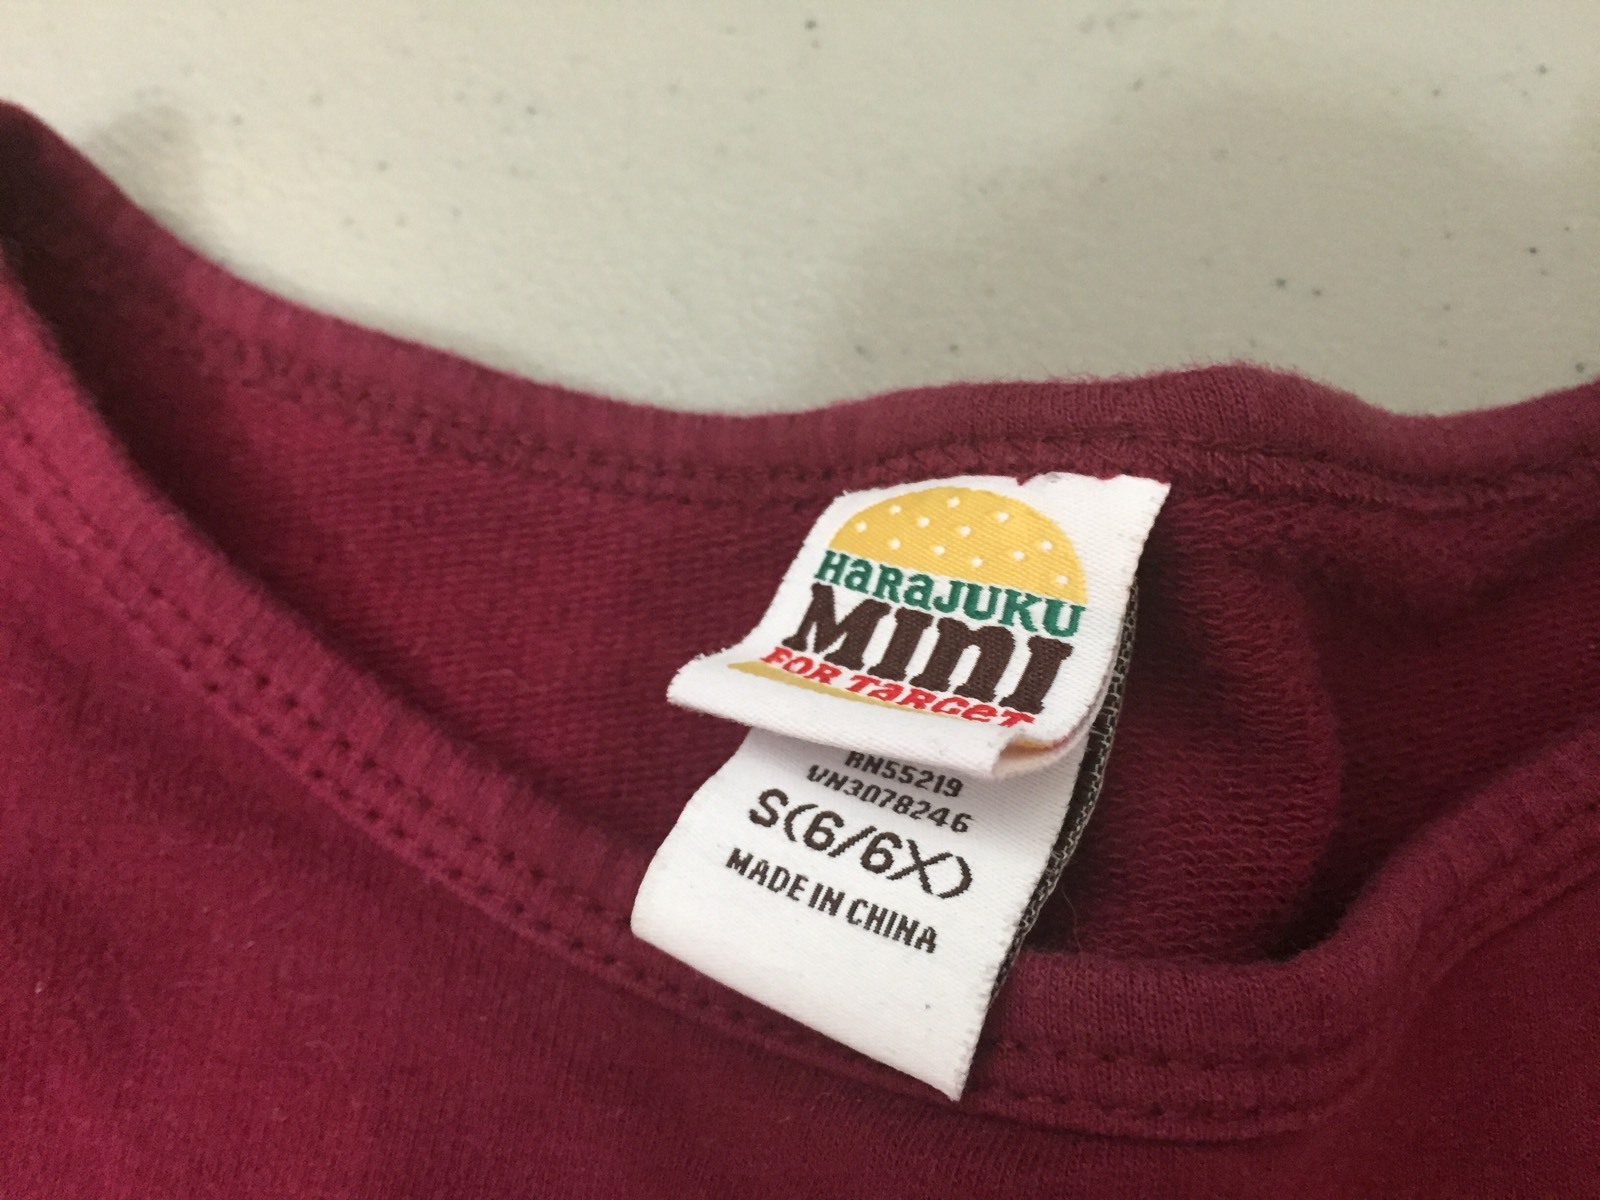 HaRaJUKU
MInI
FOR TaRGeT
RN55219
VN3078246
S(6/6X)
MADE IN CHINA